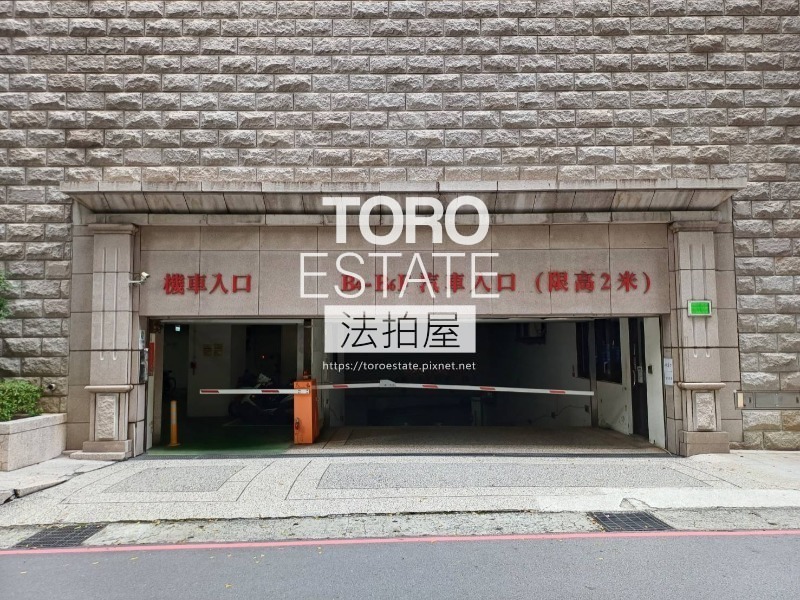 TORO
ESTATE
機車入口
汽車入口（限高2米）
法拍屋
https://toroestate.pixnet.net